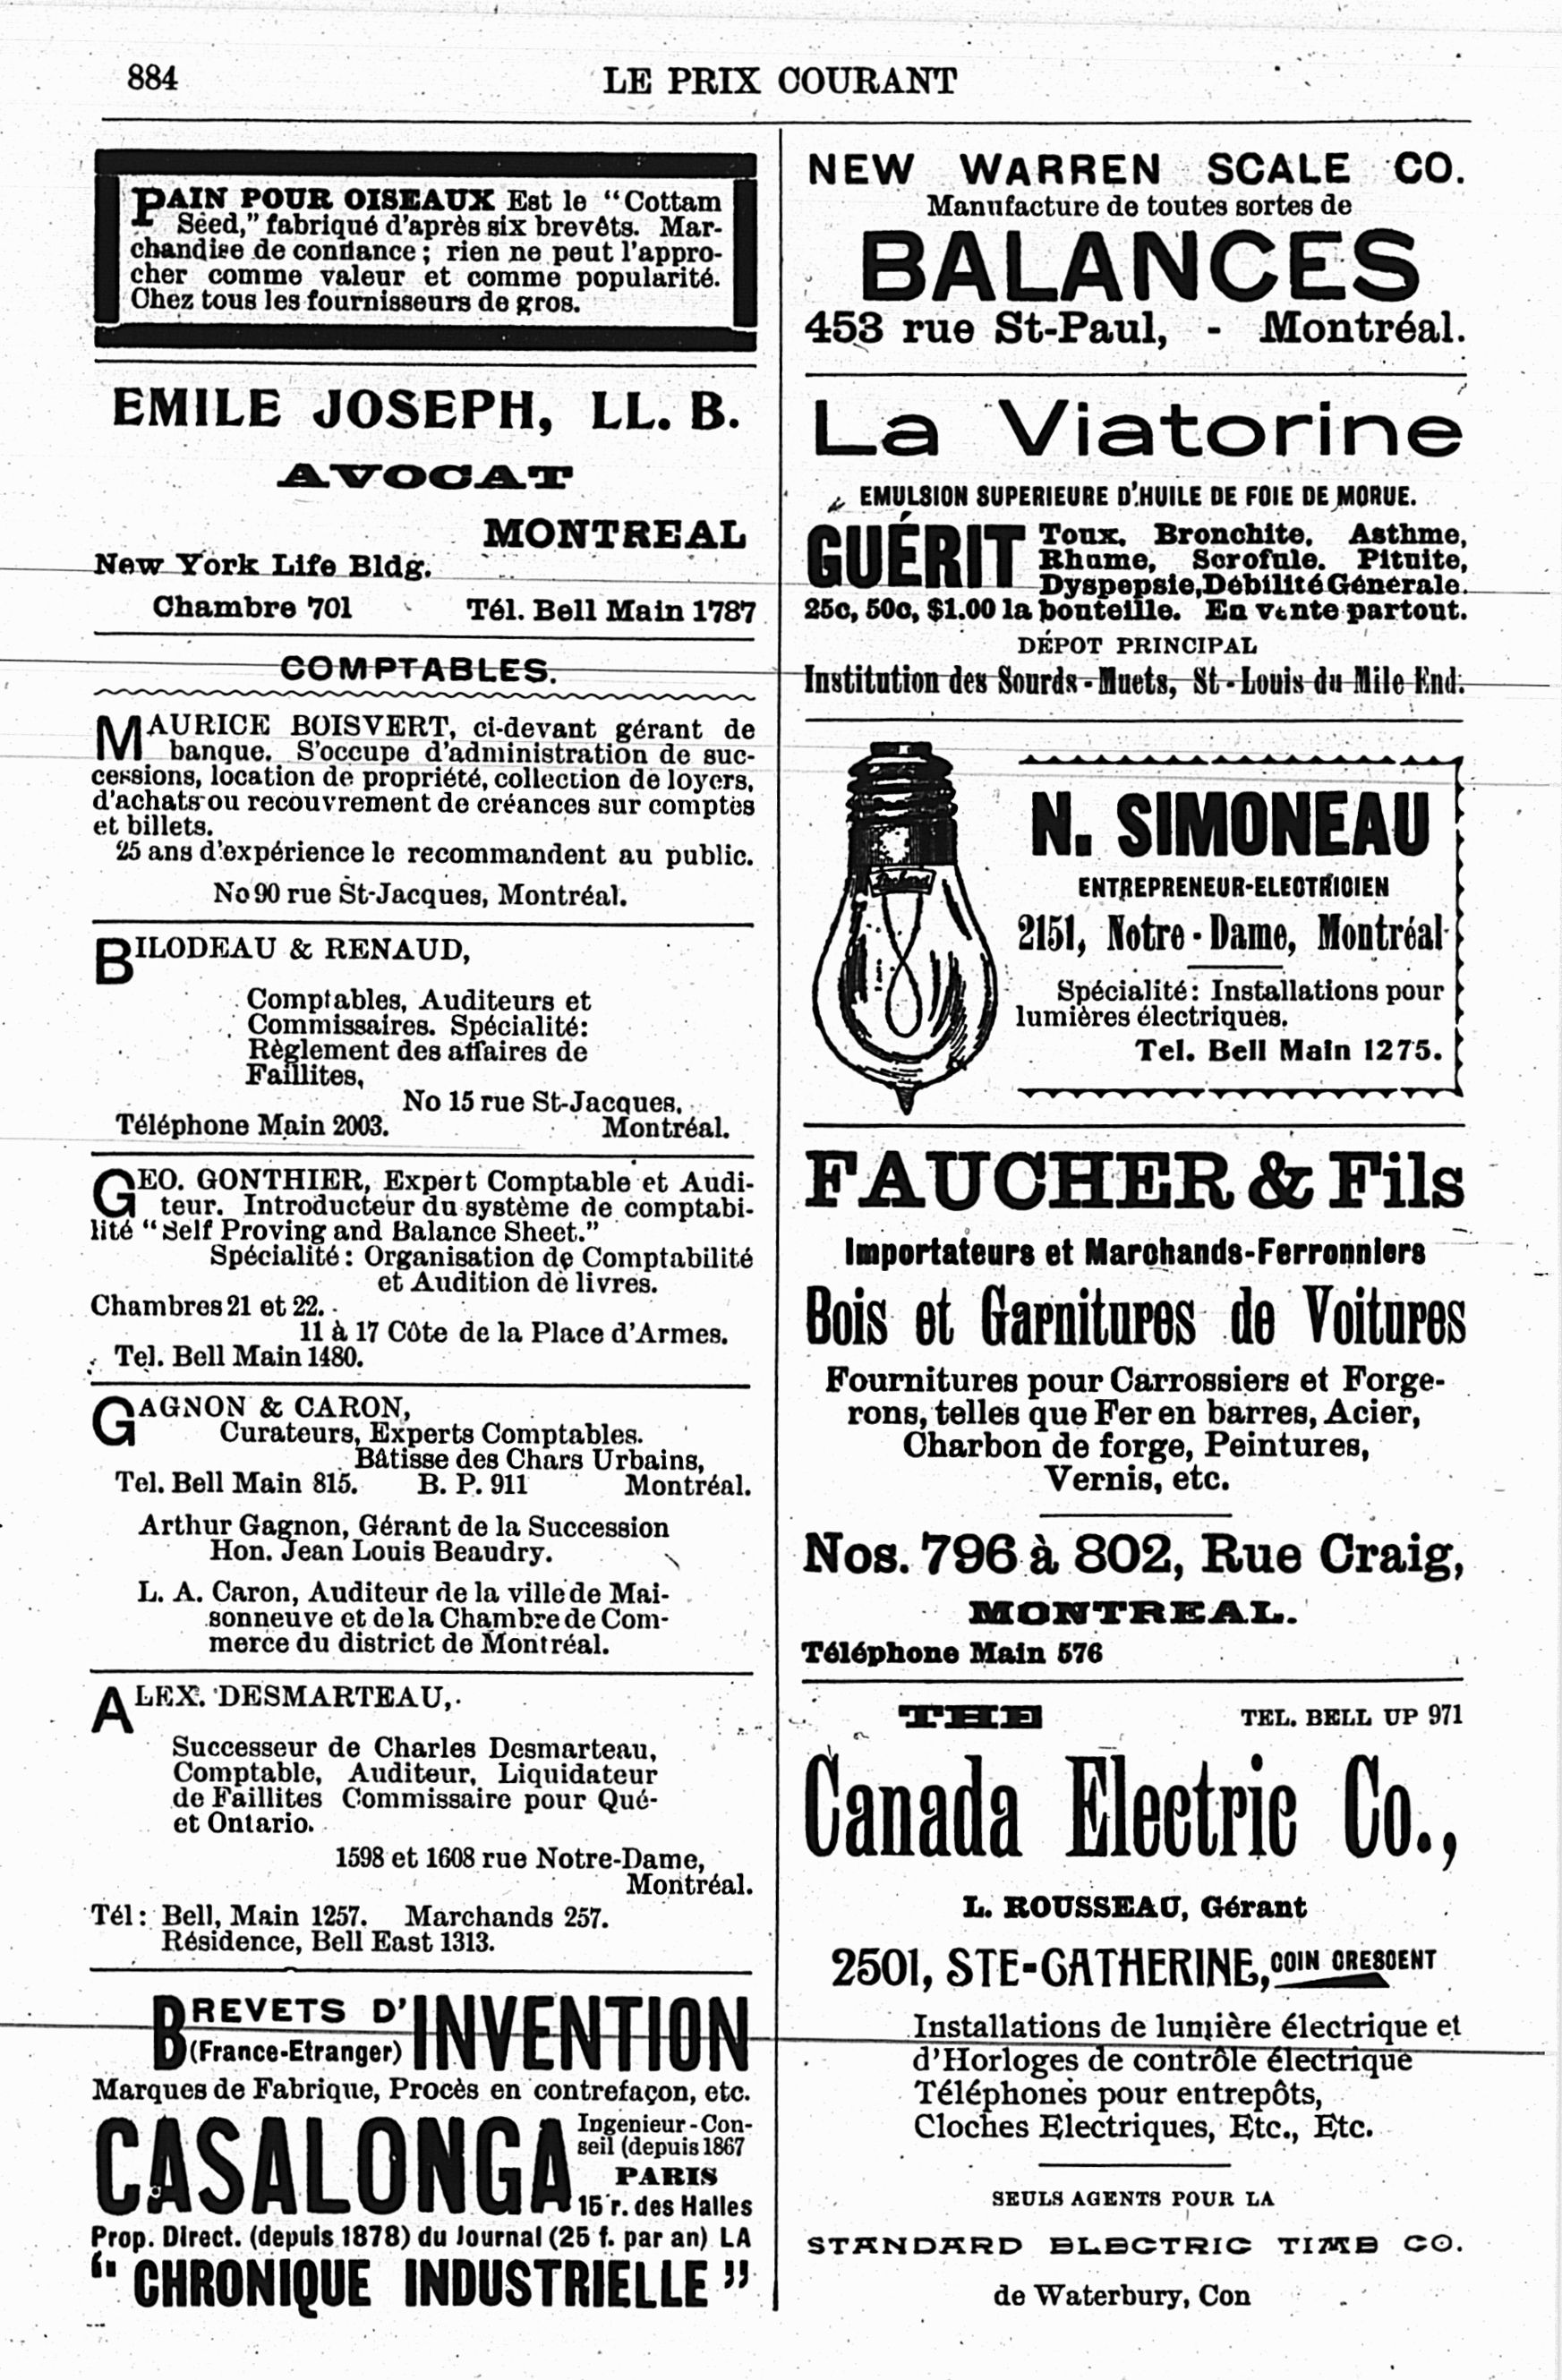 884
LE PRIX COURANT
PAIN POUR OISEAUX Est le "Cottam
Seed," fabriqué d'après six brevêts. Mar-
chandise de confiance; rien ne peut l'appro-
cher comme valeur et comme popularité.
Chez tous les fournisseurs de gros.
EMILE JOSEPH, LL. B.
AVOCAT
MONTREAL
New York Life Bldg.
Chambre 701 Tél. Bell Main 1787
COMPTABLES.
MAURICE BOISVERT, ci-devant gérant de
banque. S'occupe d'administration de suc-
cessions, location de propriété, collection de loyers,
d'achats ou recouvrement de créances sur comptes
et billets.
25 ans d'expérience le recommandent au public.
No 90 rue St-Jacques, Montréal.
BILODEAU & RENAUD,
Comptables, Auditeurs et
Commissaires. Spécialité:
Règlement des affaires de
Faillites,
No 15 rue St-Jacques,
Téléphone Main 2003. Montréal.
GEO. GONTHIER, Expert Comptable et Audi-
teur. Introducteur du système de comptabi-
lité "Self Proving and Balance Sheet."
Spécialité: Organisation de Comptabilité
et Audition de livres.
Chambres 21 et 22.
11 à 17 Côte de la Place d'Armes.
Tel. Bell Main 1480.
GAGNON & CARON,
Curateurs, Experts Comptables.
Bâtisse des Chars Urbains,
Tel. Bell Main 815. B. P. 911 Montréal.
Arthur Gagnon, Gérant de la Succession
Hon. Jean Louis Beaudry.
L. A. Caron, Auditeur de la ville de Mai-
sonneuve et de la Chambre de Com-
merce du district de Montréal.
ALEX. DESMARTEAU,
Successeur de Charles Desmarteau,
Comptable, Auditeur, Liquidateur
de Faillites Commissaire pour Qué-
et Ontario.
1598 et 1608 rue Notre-Dame,
Montréal.
Tél: Bell, Main 1257. Marchands 257.
Résidence, Bell East 1313.
BREVETS D'INVENTION
(France-Etranger)
Marques de Fabrique, Procès en contrefaçon, etc.
CASALONGA
Ingenieur-Con-
seil (depuis 1867
PARIS
15 r. des Halles
Prop. Direct. (depuis 1878) du Journal (25 f. par an) LA
"CHRONIQUE INDUSTRIELLE"
NEW WARREN SCALE CO.
Manufacture de toutes sortes de
BALANCES
453 rue St-Paul, - Montréal.
La Viatorine
EMULSION SUPERIEURE D'HUILE DE FOIE DE MORUE.
GUÉRIT Toux, Bronchite, Asthme,
Rhume, Scrofule. Pituite,
Dyspepsie, Débilité Générale.
25c, 50c, $1.00 la bouteille. En vente partout.
DÉPOT PRINCIPAL
Institution des Sourds-Muets, St-Louis du Mile End.
N. SIMONEAU
ENTREPRENEUR-ELECTRICIEN
2151, Notre-Dame, Montréal
Spécialité: Installations pour
lumières électriques.
Tel. Bell Main 1275.
FAUCHER & Fils
Importateurs et Marchands-Ferronniers
Bois et Garnitures de Voitures
Fournitures pour Carrossiers et Forge-
rons, telles que Fer en barres, Acier,
Charbon de forge, Peintures,
Vernis, etc.
Nos. 796 à 802, Rue Craig,
MONTREAL.
Téléphone Main 576
THE TEL. BELL UP 971
Canada Electric Co.,
L. ROUSSEAU, Gérant
2501, STE-CATHERINE, COIN CRESCENT
Installations de lumière électrique et
d'Horloges de contrôle électrique
Téléphones pour entrepôts,
Cloches Electriques, Etc., Etc.
SEULS AGENTS POUR LA
STANDARD ELECTRIC TIME CO.
de Waterbury, Con